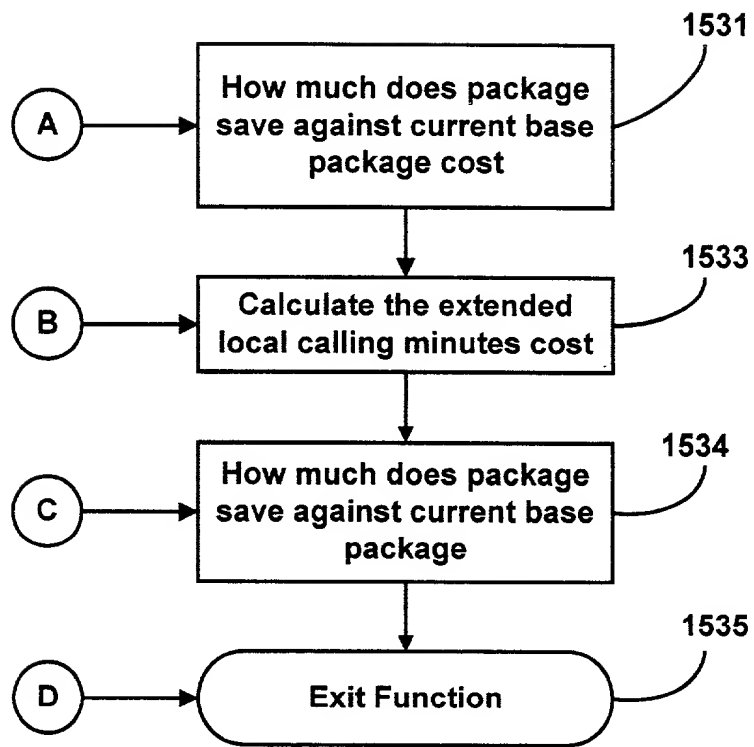 1531
A
How much does package
save against current base
package cost
1533
B
Calculate the extended
local calling minutes cost
1534
C
How much does package
save against current base
package
1535
D
Exit Function